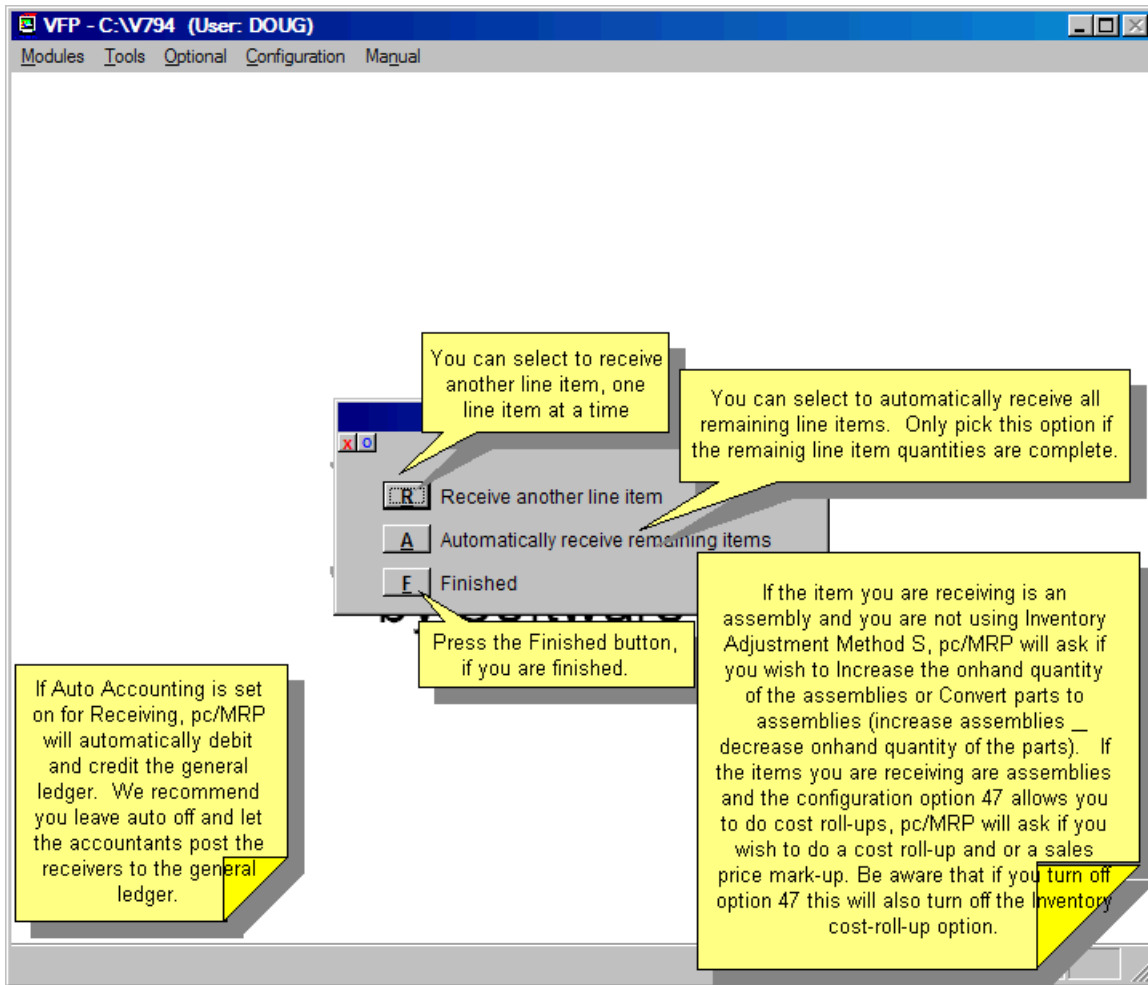 VFP - C:\V794 (User: DOUG)
Modules Tools Optional Configuration Manual
You can select to receive
another line item, one
line item at a time
You can select to automatically receive all
remaining line items. Only pick this option if
the remainig line item quantities are complete.
X O
R Receive another line item
A Automatically receive remaining items
F Finished
by Software
Press the Finished button,
if you are finished.
If Auto Accounting is set
on for Receiving, pc/MRP
will automatically debit
and credit the general
ledger. We recommend
you leave auto off and let
the accountants post the
receivers to the general
ledger.
If the item you are receiving is an
assembly and you are not using Inventory
Adjustment Method S, pc/MRP will ask if
you wish to Increase the onhand quantity
of the assemblies or Convert parts to
assemblies (increase assemblies _
decrease onhand quantity of the parts). If
the items you are receiving are assemblies
and the configuration option 47 allows you
to do cost roll-ups, pc/MRP will ask if you
wish to do a cost roll-up and or a sales
price mark-up. Be aware that if you turn off
option 47 this will also turn off the Inventory
cost-roll-up option.